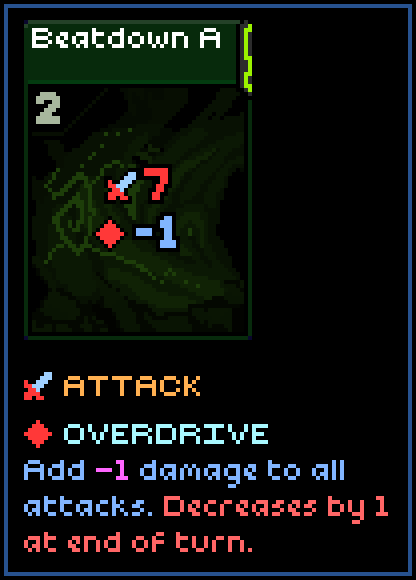 Beatdown A
2
7
-1
ATTACK
OVERDRIVE
Add -1 damage to all
attacks. Decreases by 1
at end of turn.